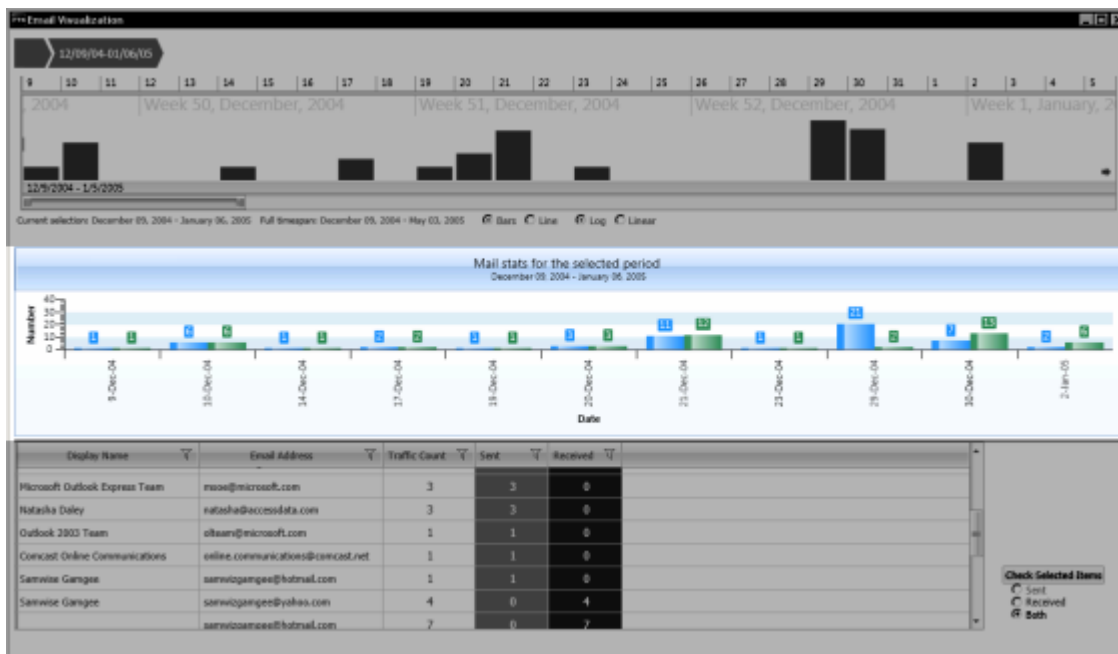 Email Visualization
12/09/04-01/06/05
9 10 11 12 13 14 15 16 17 18 19 20 21 22 23 24 25 26 27 28 29 30 31 1 2 3 4 5
, 2004 Week 50, December, 2004 Week 51, December, 2004 Week 52, December, 2004 Week 1, January, 2
12/9/2004 - 1/5/2005
Current selection: December 09, 2004 - January 06, 2005 Full timespan: December 09, 2004 - May 03, 2005 Bars Line Log Linear
Mail stats for the selected period
December 09, 2004 - January 06, 2005
Number
40
30
20
10
0
1 1 6 6 1 1 2 2 1 1 3 3 11 12 1 1 21 2 7 13 2 6
9-Dec-04 10-Dec-04 14-Dec-04 17-Dec-04 19-Dec-04 20-Dec-04 21-Dec-04 23-Dec-04 29-Dec-04 30-Dec-04 2-Jan-05
Date
Display Name Email Address Traffic Count Sent Received
Microsoft Outlook Express Team msoe@microsoft.com 3 3 0
Natasha Daley natasha@accessdata.com 3 3 0
Outlook 2003 Team olteam@microsoft.com 1 1 0
Comcast Online Communications online.communications@comcast.net 1 1 0
Samwise Gamgee samwizgamgee@hotmail.com 1 1 0
Samwise Gamgee samwizgamgee@yahoo.com 4 0 4
samwizgamgee@hotmail.com 7 0 7
Check Selected Items
Sent
Received
Both